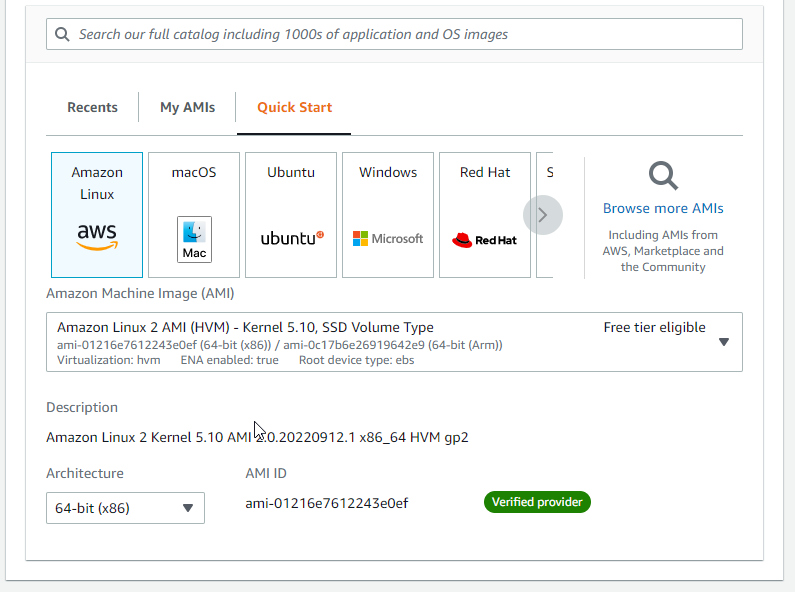 Search our full catalog including 1000s of application and OS images
Recents
My AMIs
Quick Start
Amazon
Linux
aws
macOS
Mac
Ubuntu
ubuntu
Windows
Microsoft
Red Hat
Red Hat
S
Browse more AMIs
Including AMIs from
AWS, Marketplace and
the Community
Amazon Machine Image (AMI)
Amazon Linux 2 AMI (HVM) - Kernel 5.10, SSD Volume Type
Free tier eligible
ami-01216e7612243e0ef (64-bit (x86)) / ami-0c17b6e26919642e9 (64-bit (Arm))
Virtualization: hvm ENA enabled: true Root device type: ebs
Description
Amazon Linux 2 Kernel 5.10 AMI 2.0.20220912.1 x86_64 HVM gp2
Architecture
AMI ID
64-bit (x86)
ami-01216e7612243e0ef
Verified provider